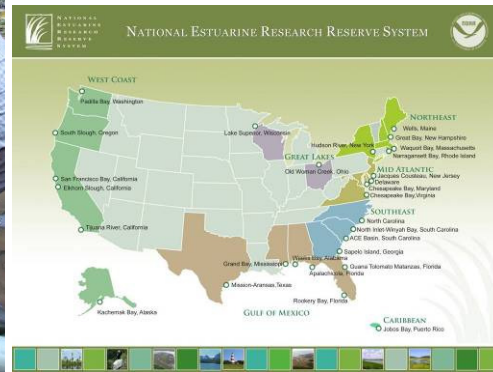 NATIONAL
ESTUARINE
RESEARCH
RESERVE
SYSTEM
NATIONAL ESTUARINE RESEARCH RESERVE SYSTEM
NOAA
WEST COAST
Padilla Bay, Washington
South Slough, Oregon
San Francisco Bay, California
Elkhorn Slough, California
Tijuana River, California
Kachemak Bay, Alaska
Lake Superior, Wisconsin
GREAT LAKES
Old Woman Creek, Ohio
Hudson River, New York
NORTHEAST
Wells, Maine
Great Bay, New Hampshire
Waquoit Bay, Massachusetts
Narragansett Bay, Rhode Island
MID ATLANTIC
Jacques Cousteau, New Jersey
Delaware
Chesapeake Bay, Maryland
Chesapeake Bay,Virginia
SOUTHEAST
North Carolina
North Inlet-Winyah Bay, South Carolina
ACE Basin, South Carolina
Sapelo Island, Georgia
Guana Tolomato Matanzas, Florida
Weeks Bay, Alabama
Grand Bay, Mississippi
Apalachicola, Florida
Mission-Aransas,Texas
Rookery Bay, Florida
GULF OF MEXICO
CARIBBEAN
Jobos Bay, Puerto Rico